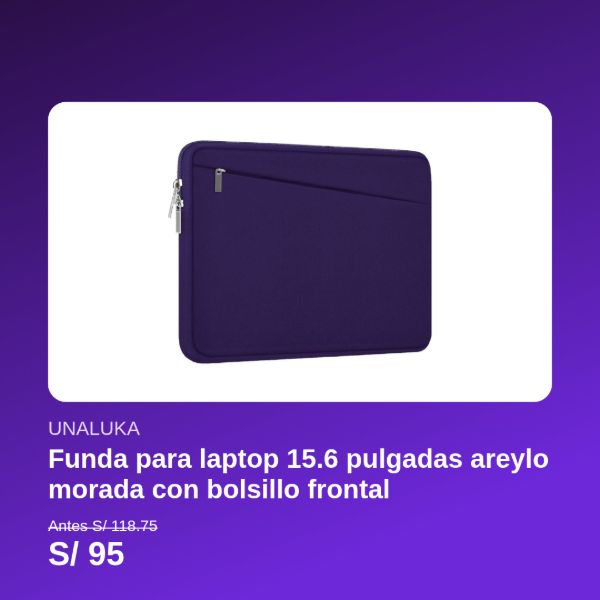 UNALUKA
Funda para laptop 15.6 pulgadas areylo
morada con bolsillo frontal
Antes S/ 118.75
S/ 95